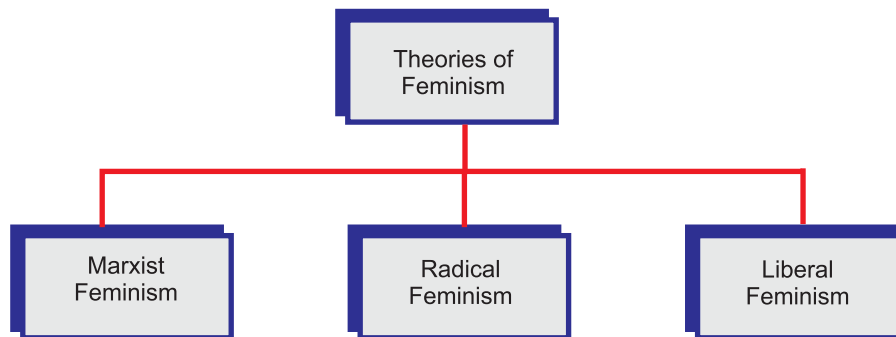 Theories of
Feminism
Marxist
Feminism
Radical
Feminism
Liberal
Feminism